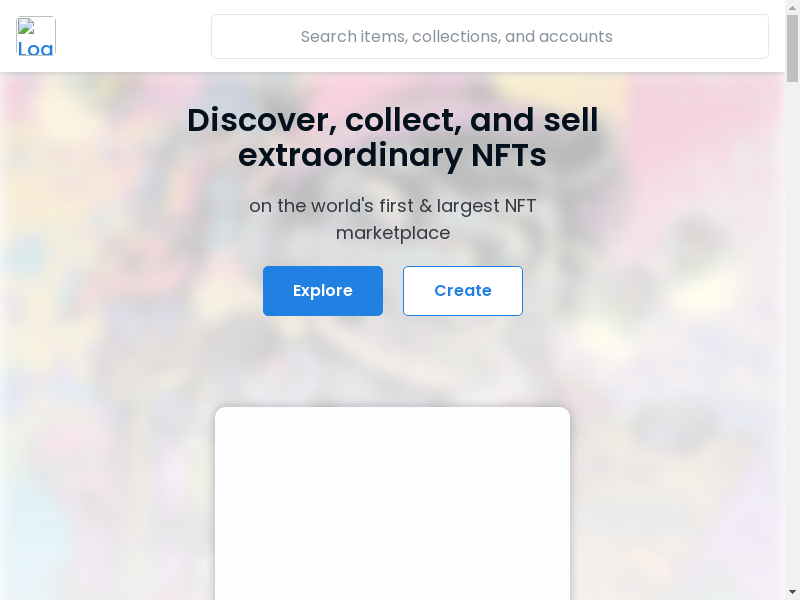 Log
Search items, collections, and accounts
Discover, collect, and sell
extraordinary NFTs
on the world's first & largest NFT
marketplace
Explore
Create